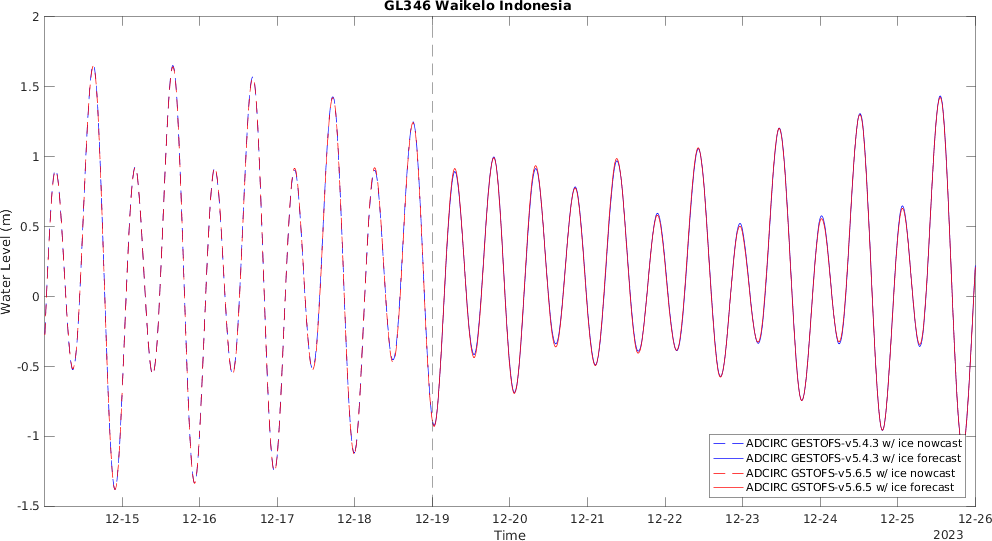 GL346 Waikelo Indonesia
2
1.5
1
0.5
0
-0.5
-1
-1.5
Water Level (m)
ADCIRC GESTOFS-v5.4.3 w/ ice nowcast
ADCIRC GESTOFS-v5.4.3 w/ ice forecast
ADCIRC GSTOFS-v5.6.5 w/ ice nowcast
ADCIRC GSTOFS-v5.6.5 w/ ice forecast
12-15 12-16 12-17 12-18 12-19 12-20 12-21 12-22 12-23 12-24 12-25 12-26
Time
2023